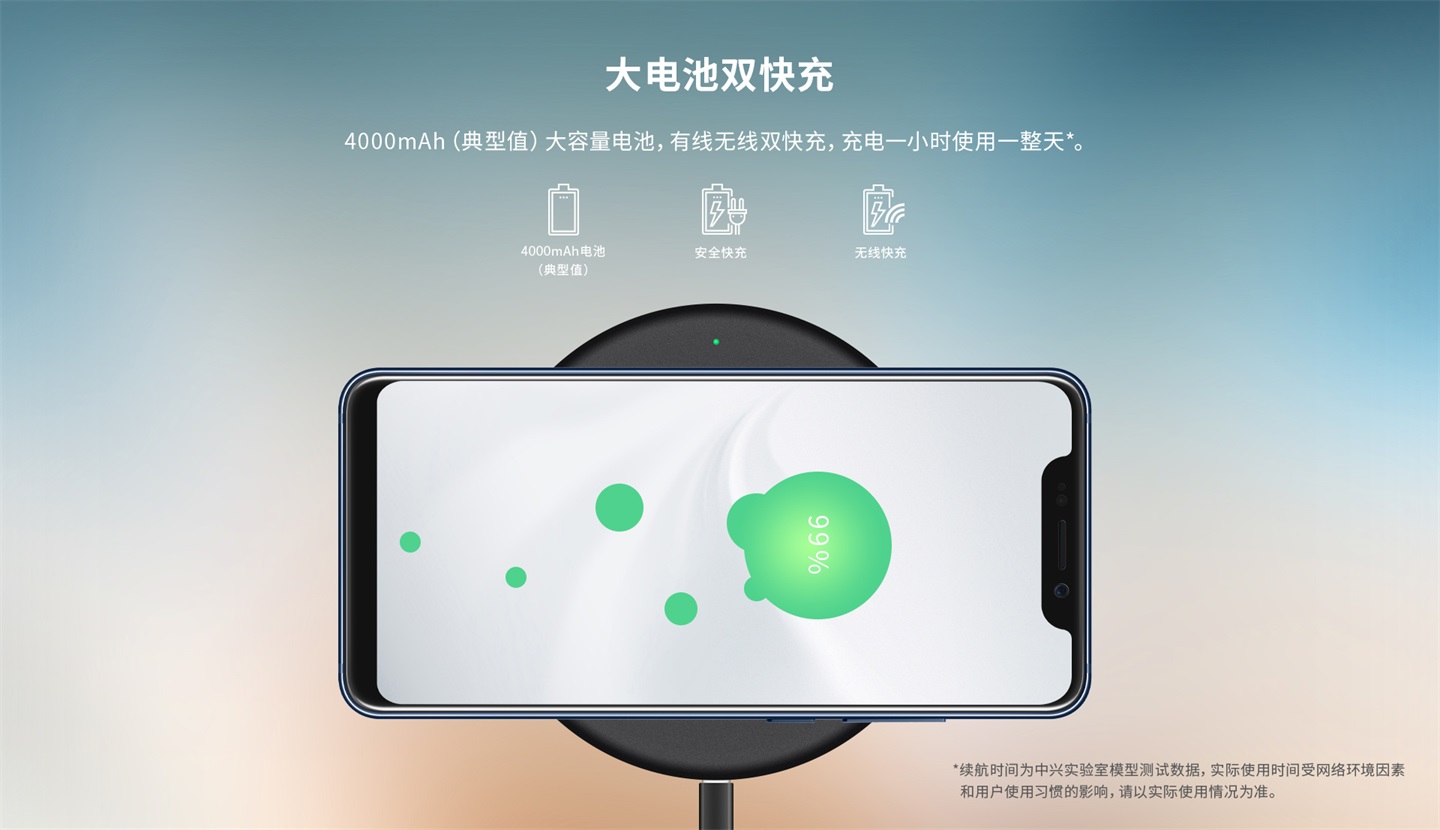 大电池双快充
4000mAh（典型值）大容量电池，有线无线双快充，充电一小时使用一整天*。
4000mAh电池
（典型值）
安全快充
无线快充
99%
*续航时间为中兴实验室模型测试数据，实际使用时间受网络环境因素
和用户使用习惯的影响，请以实际使用情况为准。